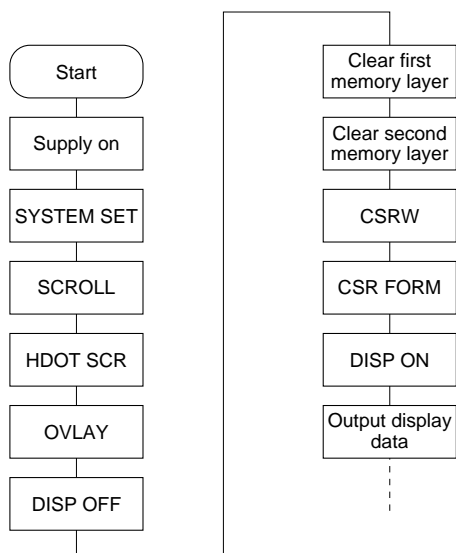 Start
Supply on
SYSTEM SET
SCROLL
HDOT SCR
OVLAY
DISP OFF
Clear first
memory layer
Clear second
memory layer
CSRW
CSR FORM
DISP ON
Output display
data